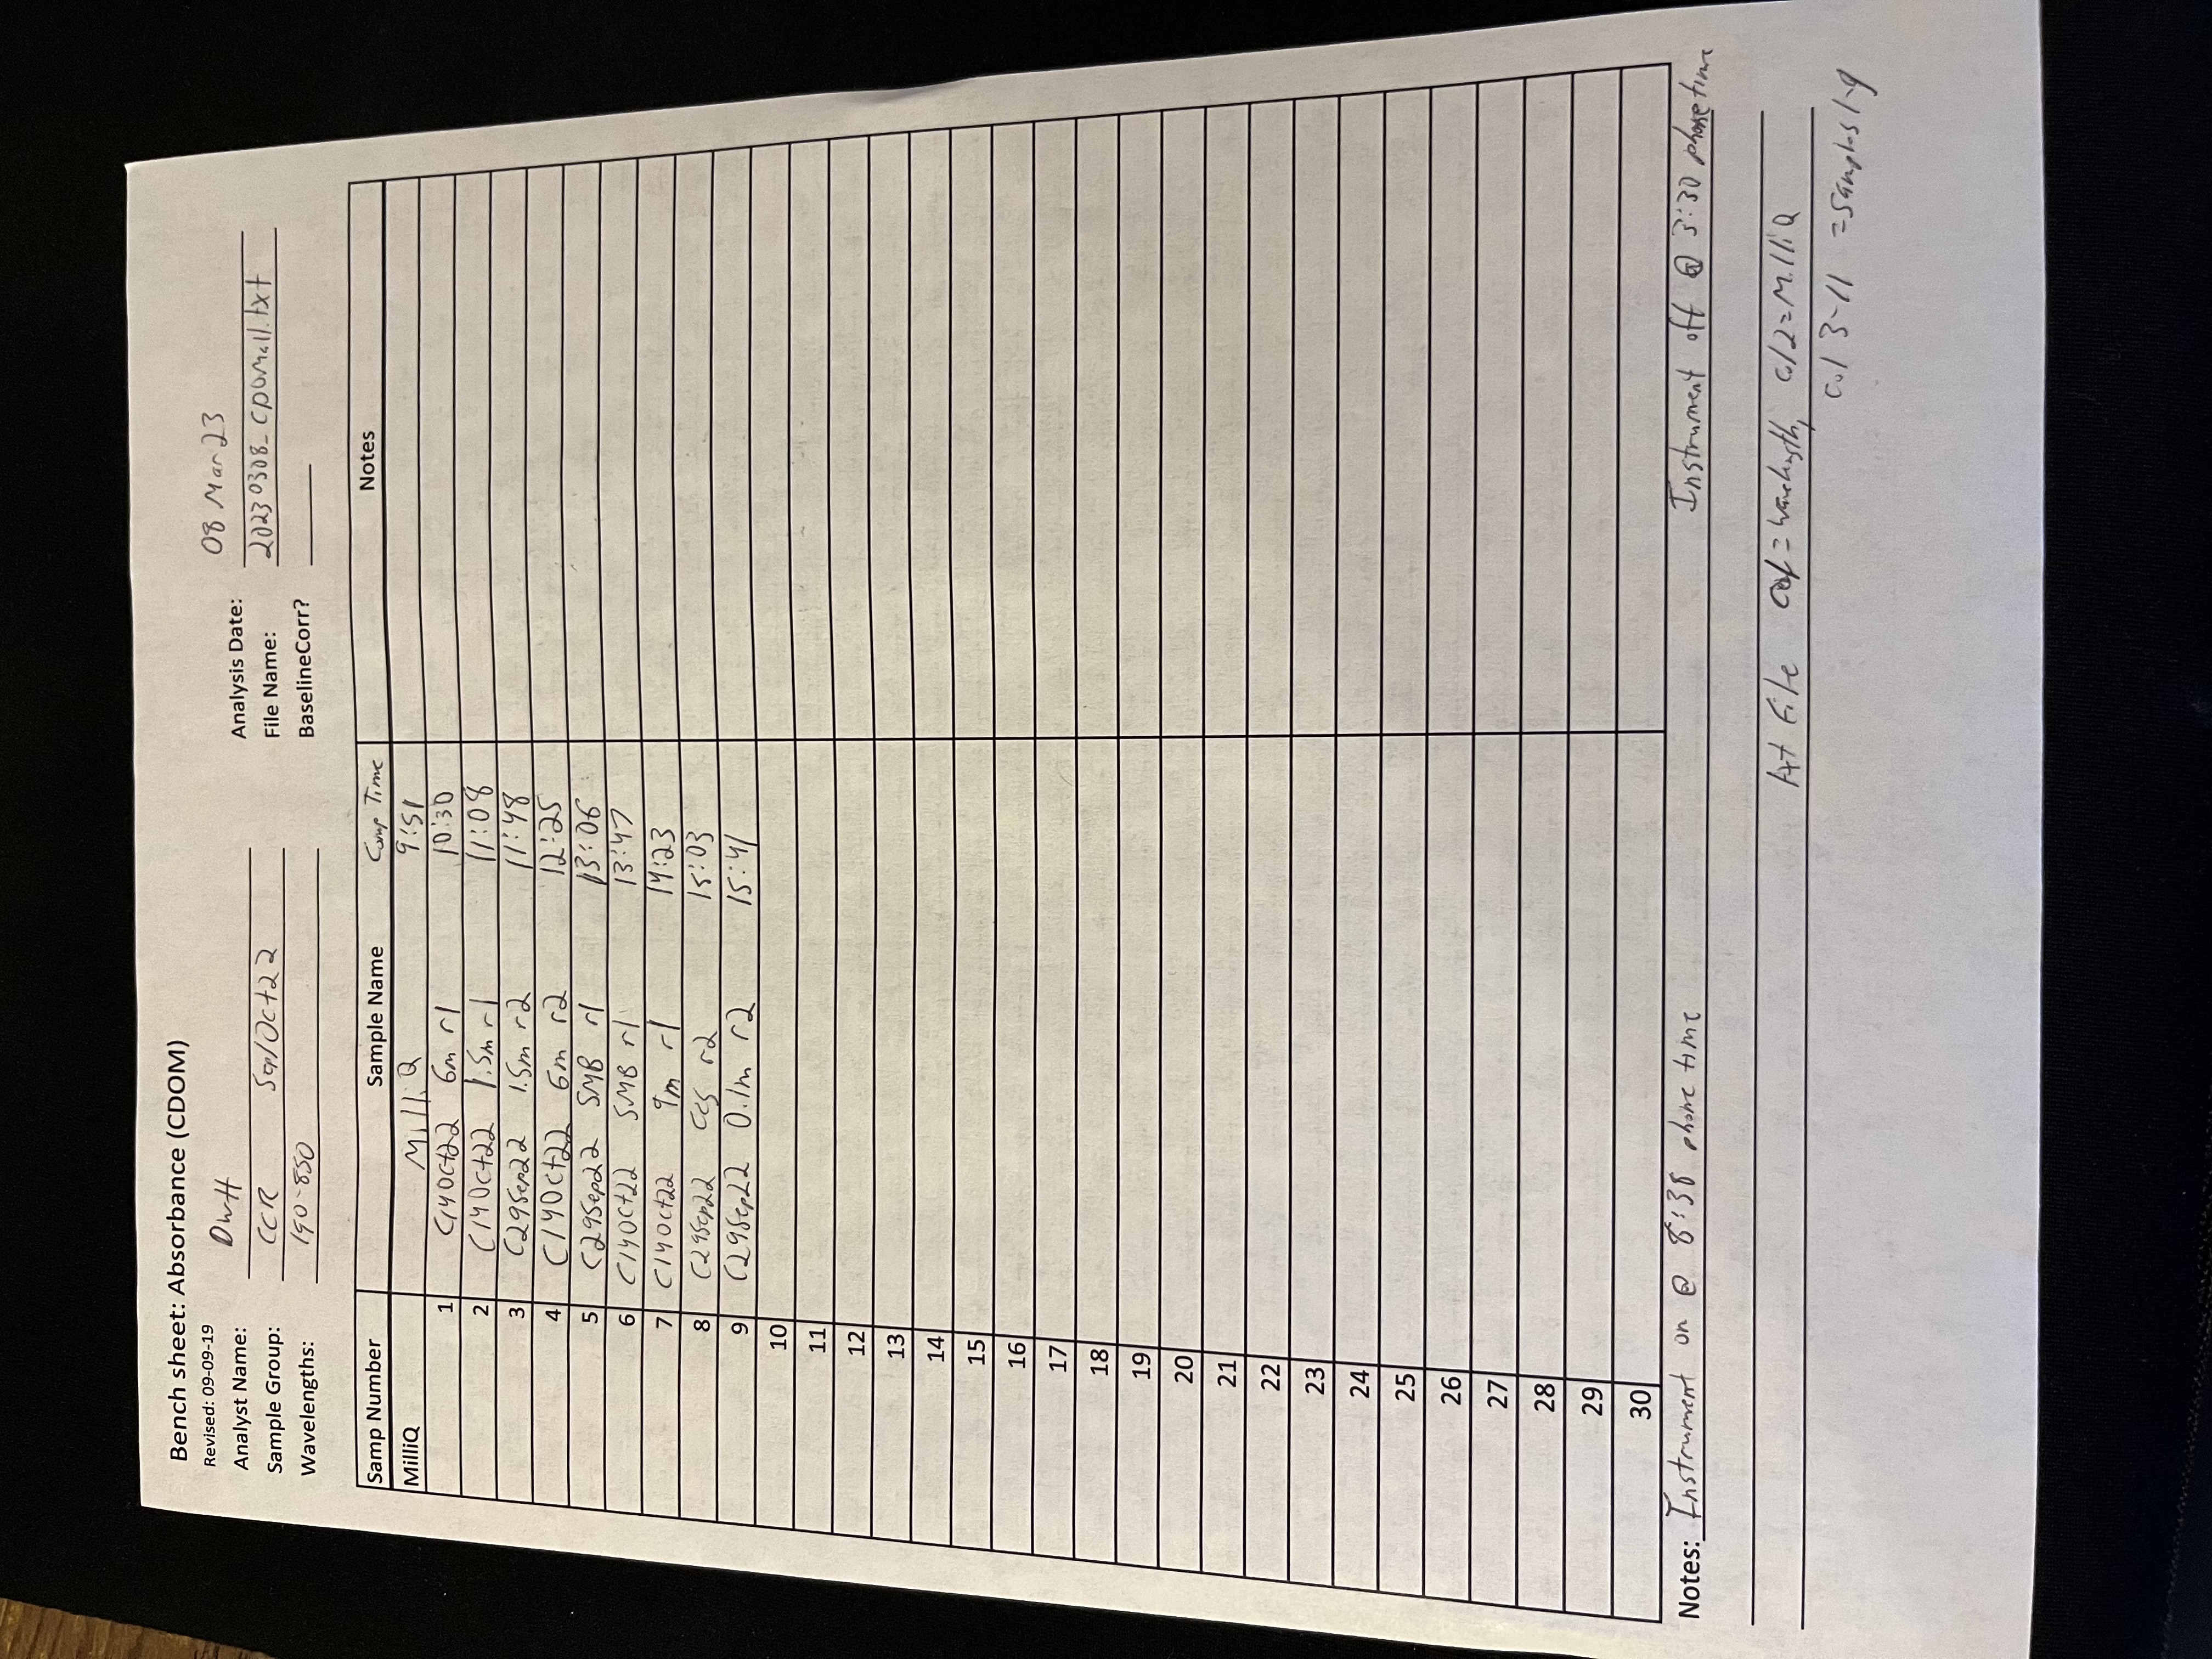 Bench sheet: Absorbance (CDOM)
Revised: 09-09-19
Analyst Name: DWH
Analysis Date: 08 Mar 23
Sample Group: CCR Sep/Oct22
File Name: 20230308_CDOMall.txt
Wavelengths: 190-850
BaselineCorr?
Samp Number Sample Name Comp Time Notes
MilliQ MilliQ 9:51
1 C14Oct22 6m r1 10:30
2 C14Oct22 1.5m r1 11:08
3 C29Sep22 1.5m r2 11:48
4 C14Oct22 6m r2 12:25
5 C29Sep22 SMB r1 13:06
6 C14Oct22 SMB r1 13:47
7 C14Oct22 9m r1 14:23
8 C29Sep22 CCS r2 15:03
9 C29Sep22 0.1m r2 15:41
10
11
12
13
14
15
16
17
18
19
20
21
22
23
24
25
26
27
28
29
30
Notes: Instrument on @ 8:38 phone time Instrument off @ 3:30 phone time
txt File col1 = wavelength, col2 = MilliQ
col 3-11 = samples 1-9